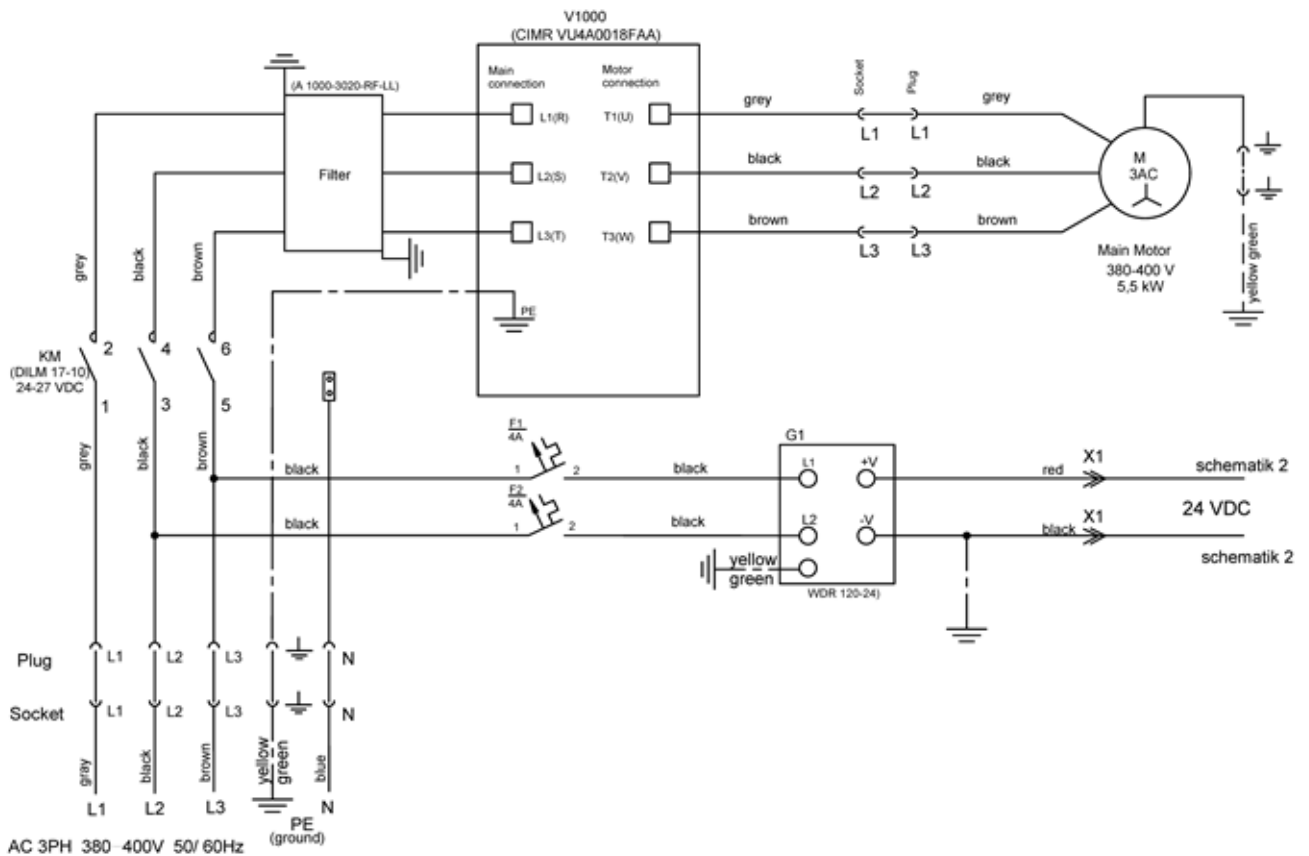 V1000
(CIMR VU4A0018FAA)
(A 1000-3020-RF-LL)
Main
connection
Motor
connection
Socket
Plug
grey
grey
L1(R)
T1(U)
L1
L1
M
3AC
black
black
Filter
L2(S)
T2(V)
L2
L2
brown
brown
L3(T)
T3(W)
L3
L3
Main Motor
380-400 V
5,5 kW
yellow green
grey
black
brown
PE
KM
(DILM 17-10)
24-27 VDC
2
4
6
1
3
5
grey
black
brown
F1
4A
black
1
2
black
G1
L1
+V
red
X1
schematik 2
F2
4A
24 VDC
black
1
2
black
L2
-V
black
X1
schematik 2
yellow
green
WDR 120-24)
Plug
L1
L2
L3
N
Socket
L1
L2
L3
N
gray
black
brown
yellow
green
blue
L1
L2
L3
N
PE
(ground)
AC 3PH 380-400V 50/ 60Hz